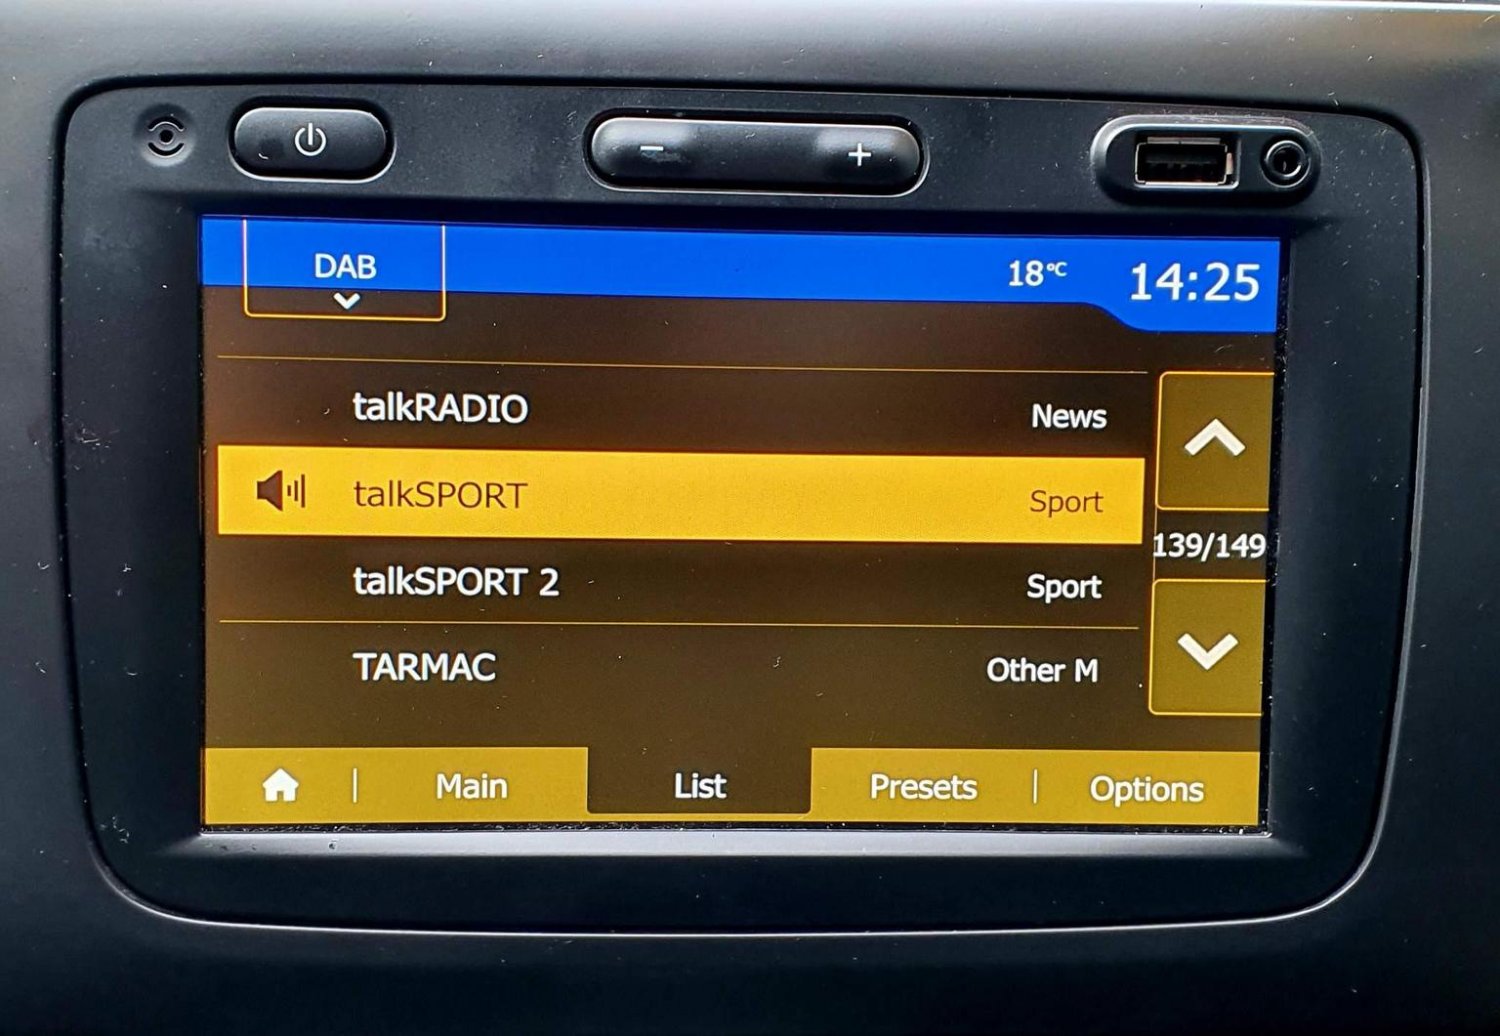 DAB 18°C 14:25
talkRADIO News
talkSPORT Sport
139/149
talkSPORT 2 Sport
TARMAC Other M
Main List Presets Options